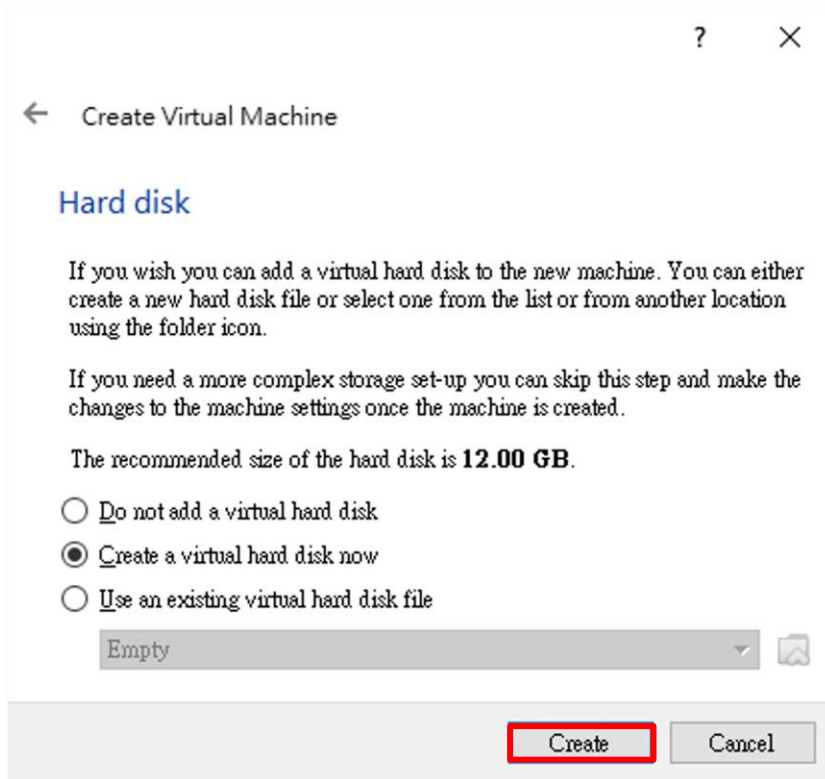 ?
Create Virtual Machine
Hard disk
If you wish you can add a virtual hard disk to the new machine. You can either
create a new hard disk file or select one from the list or from another location
using the folder icon.
If you need a more complex storage set-up you can skip this step and make the
changes to the machine settings once the machine is created.
The recommended size of the hard disk is 12.00 GB.
Do not add a virtual hard disk
Create a virtual hard disk now
Use an existing virtual hard disk file
Empty
Create Cancel